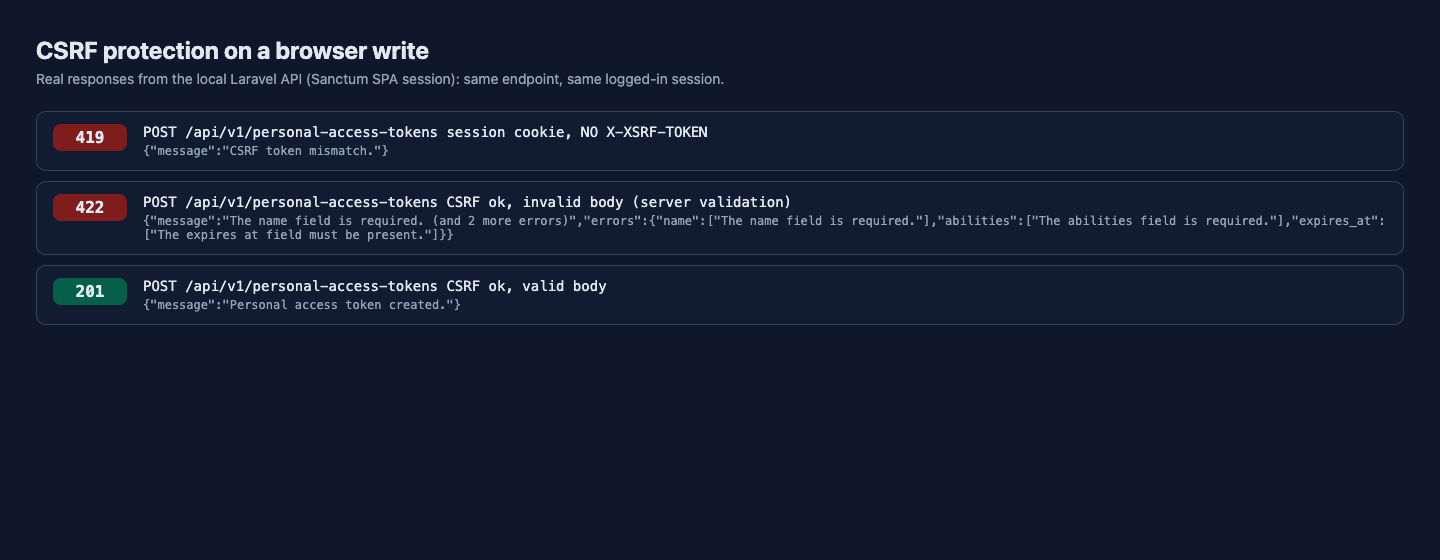 CSRF protection on a browser write
Real responses from the local Laravel API (Sanctum SPA session): same endpoint, same logged-in session.
419
POST /api/v1/personal-access-tokens session cookie, NO X-XSRF-TOKEN
{"message":"CSRF token mismatch."}
422
POST /api/v1/personal-access-tokens CSRF ok, invalid body (server validation)
{"message":"The name field is required. (and 2 more errors)","errors":{"name":["The name field is required."],"abilities":["The abilities field is required."],"expires_at":
["The expires at field must be present."]}}
201
POST /api/v1/personal-access-tokens CSRF ok, valid body
{"message":"Personal access token created."}